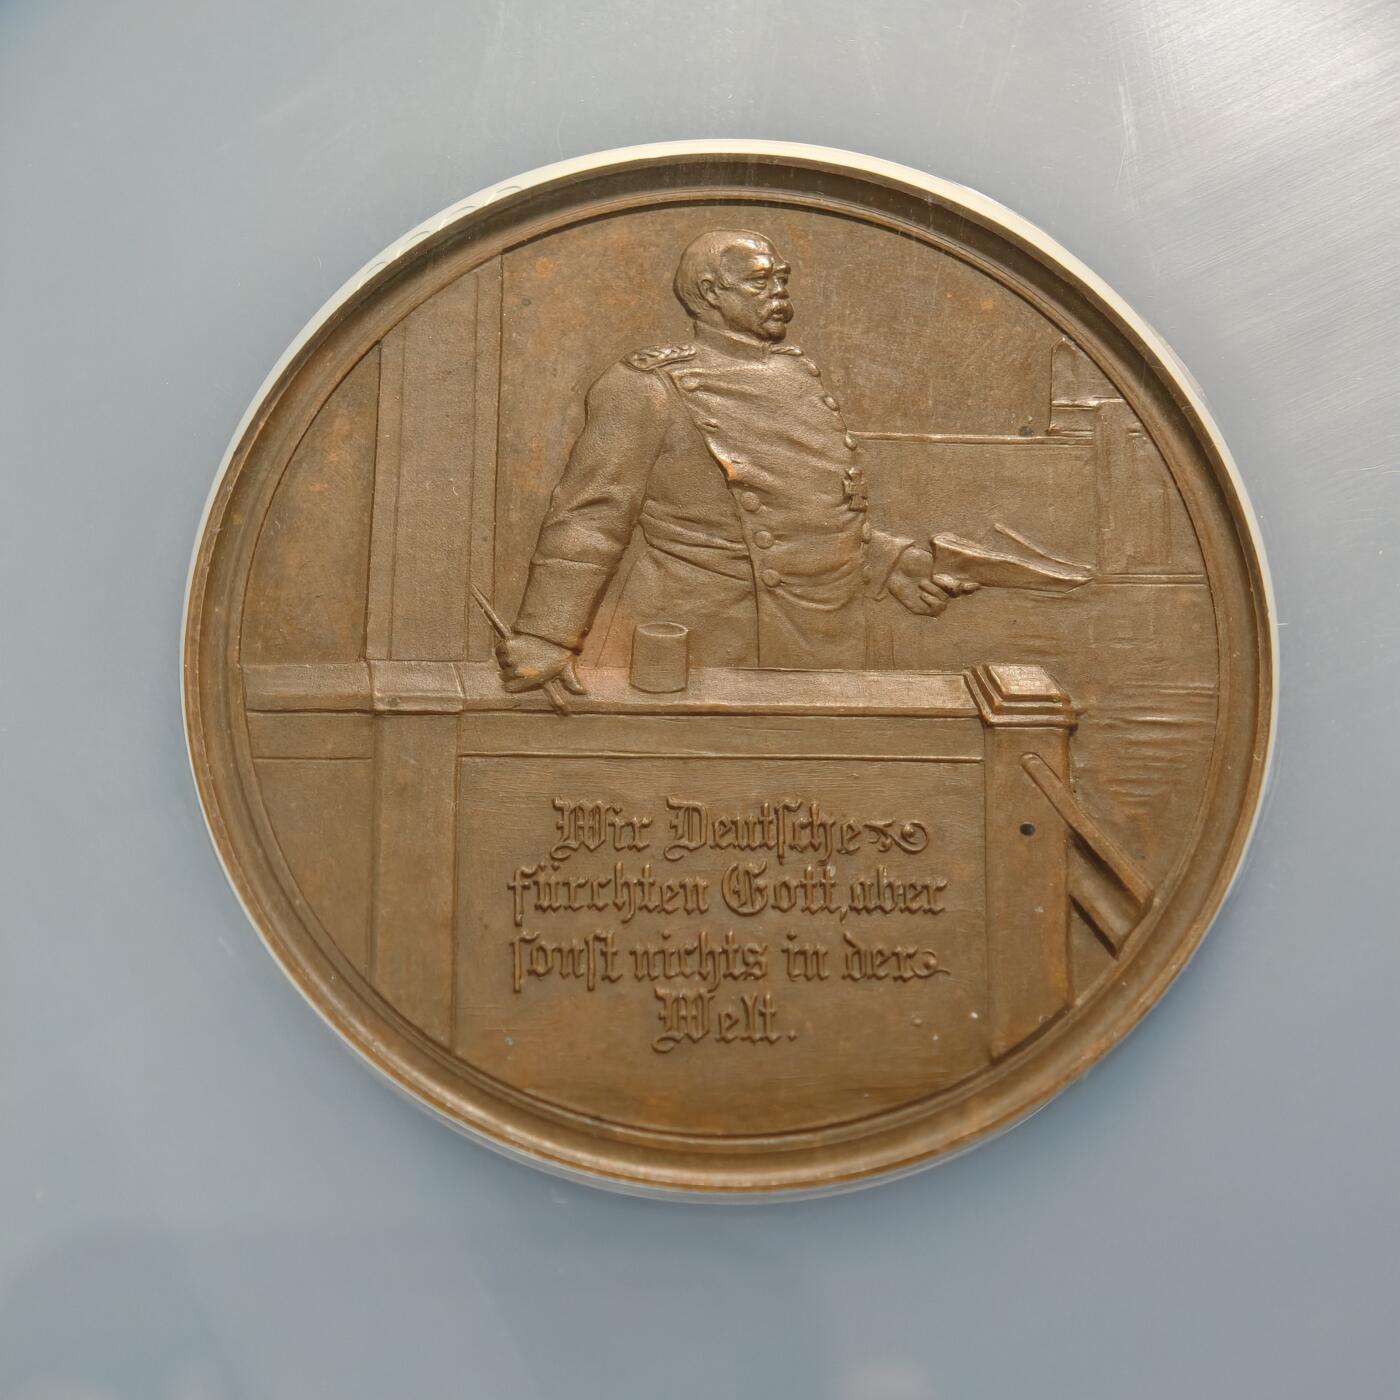 Wir Deutſche
fürchten Gott, aber
ſonſt nichts in der
Welt.